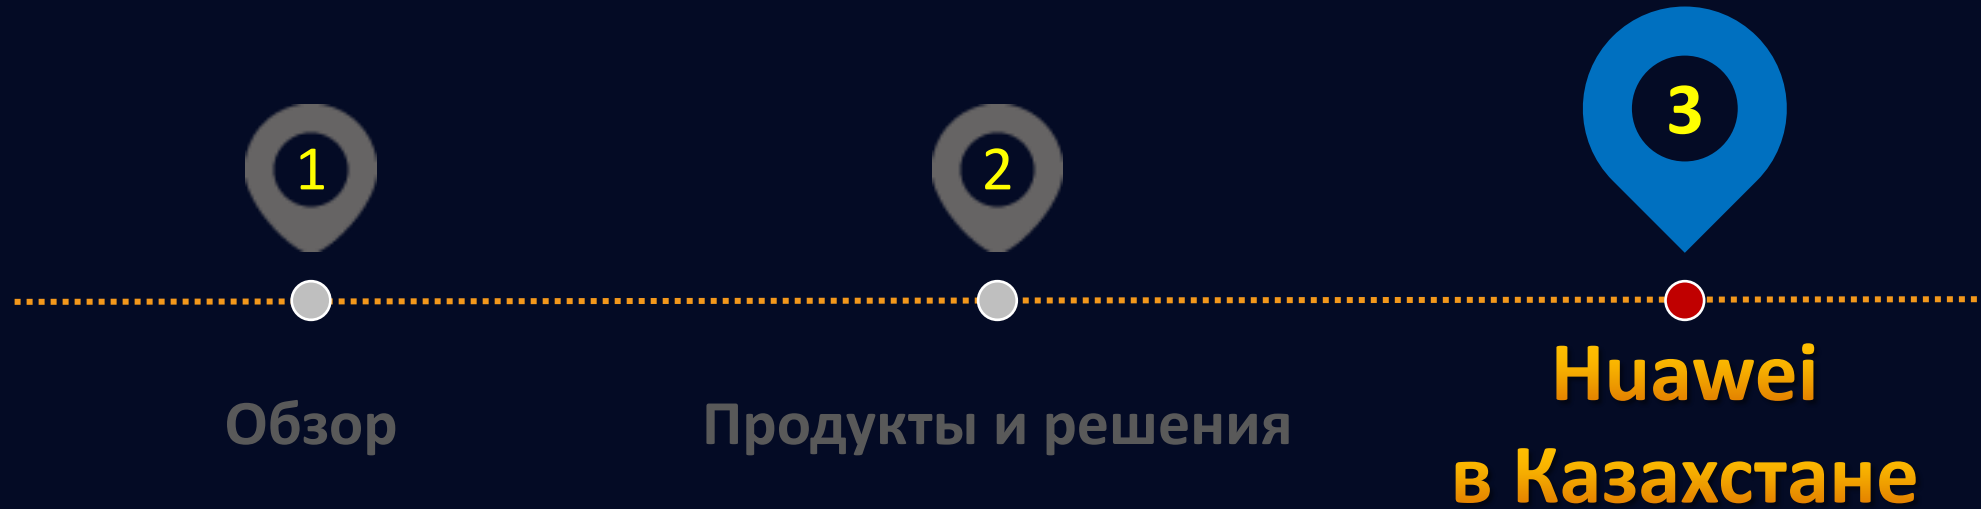 1
2
3
Обзор
Продукты и решения
Huawei
в Казахстане